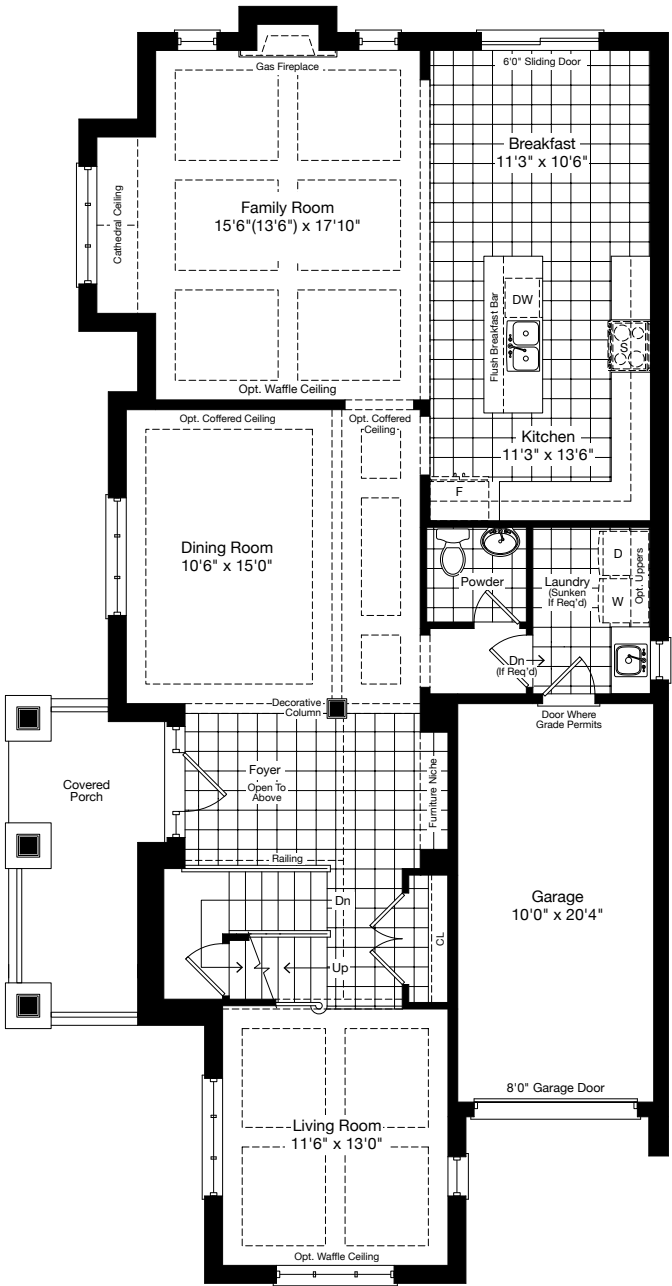 Gas Fireplace
6'0" Sliding Door
Breakfast
11'3" x 10'6"
Cathedral Ceiling
Family Room
15'6"(13'6") x 17'10"
Flush Breakfast Bar
DW
S
Opt. Waffle Ceiling
Opt. Coffered Ceiling
Opt. Coffered
Ceiling
Kitchen
11'3" x 13'6"
F
Dining Room
10'6" x 15'0"
Powder
Laundry
(Sunken
If Req'd)
D
W
Opt. Uppers
Dn
(If Req'd)
Decorative
Column
Door Where
Grade Permits
Covered
Porch
Foyer
Open To
Above
Furniture Niche
Railing
Dn
Up
CL
Garage
10'0" x 20'4"
8'0" Garage Door
Living Room
11'6" x 13'0"
Opt. Waffle Ceiling